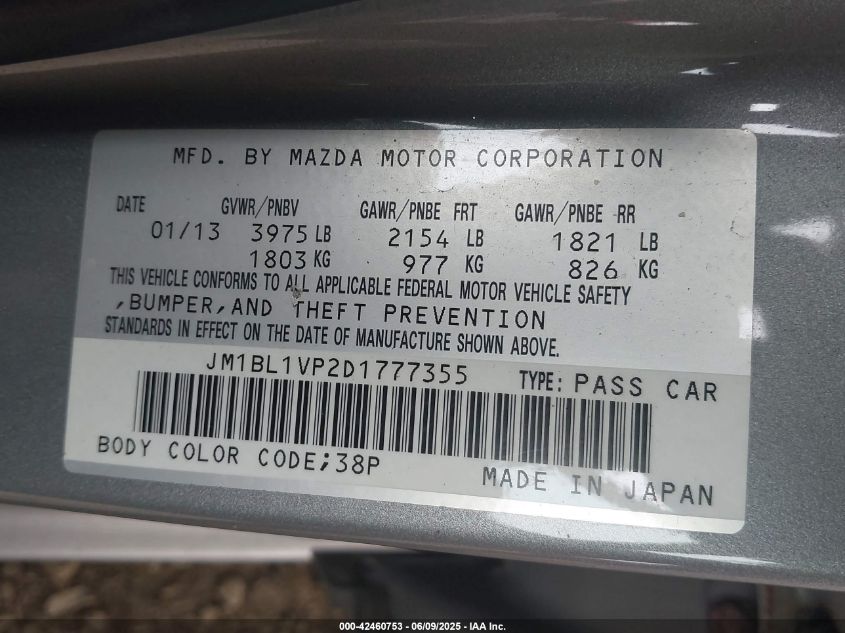 MFD. BY MAZDA MOTOR CORPORATION
DATE GVWR/PNBV GAWR/PNBE FRT GAWR/PNBE RR
01/13 3975 LB 2154 LB 1821 LB
1803 KG 977 KG 826 KG
THIS VEHICLE CONFORMS TO ALL APPLICABLE FEDERAL MOTOR VEHICLE SAFETY
,BUMPER,AND THEFT PREVENTION
STANDARDS IN EFFECT ON THE DATE OF MANUFACTURE SHOWN ABOVE.
JM1BL1VP2D1777355 TYPE: PASS CAR
BODY COLOR CODE;38P
MADE IN JAPAN
000-42460753 - 06/09/2025 - IAA Inc.